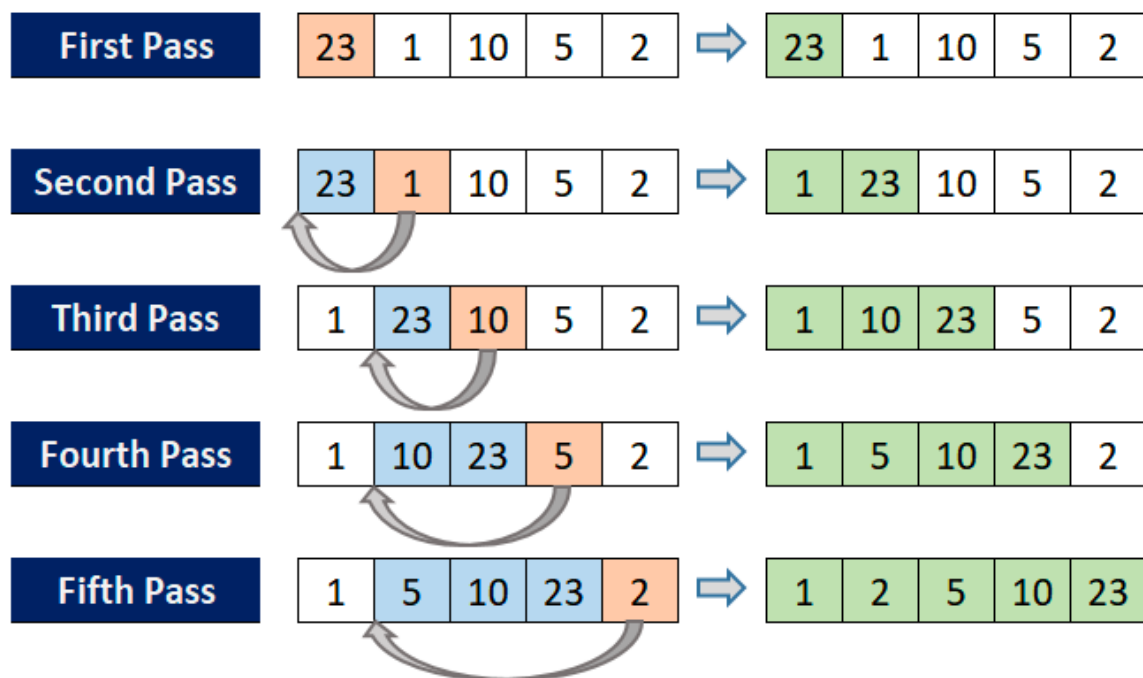 First Pass 23 1 10 5 2 23 1 10 5 2
Second Pass 23 1 10 5 2 1 23 10 5 2
Third Pass 1 23 10 5 2 1 10 23 5 2
Fourth Pass 1 10 23 5 2 1 5 10 23 2
Fifth Pass 1 5 10 23 2 1 2 5 10 23